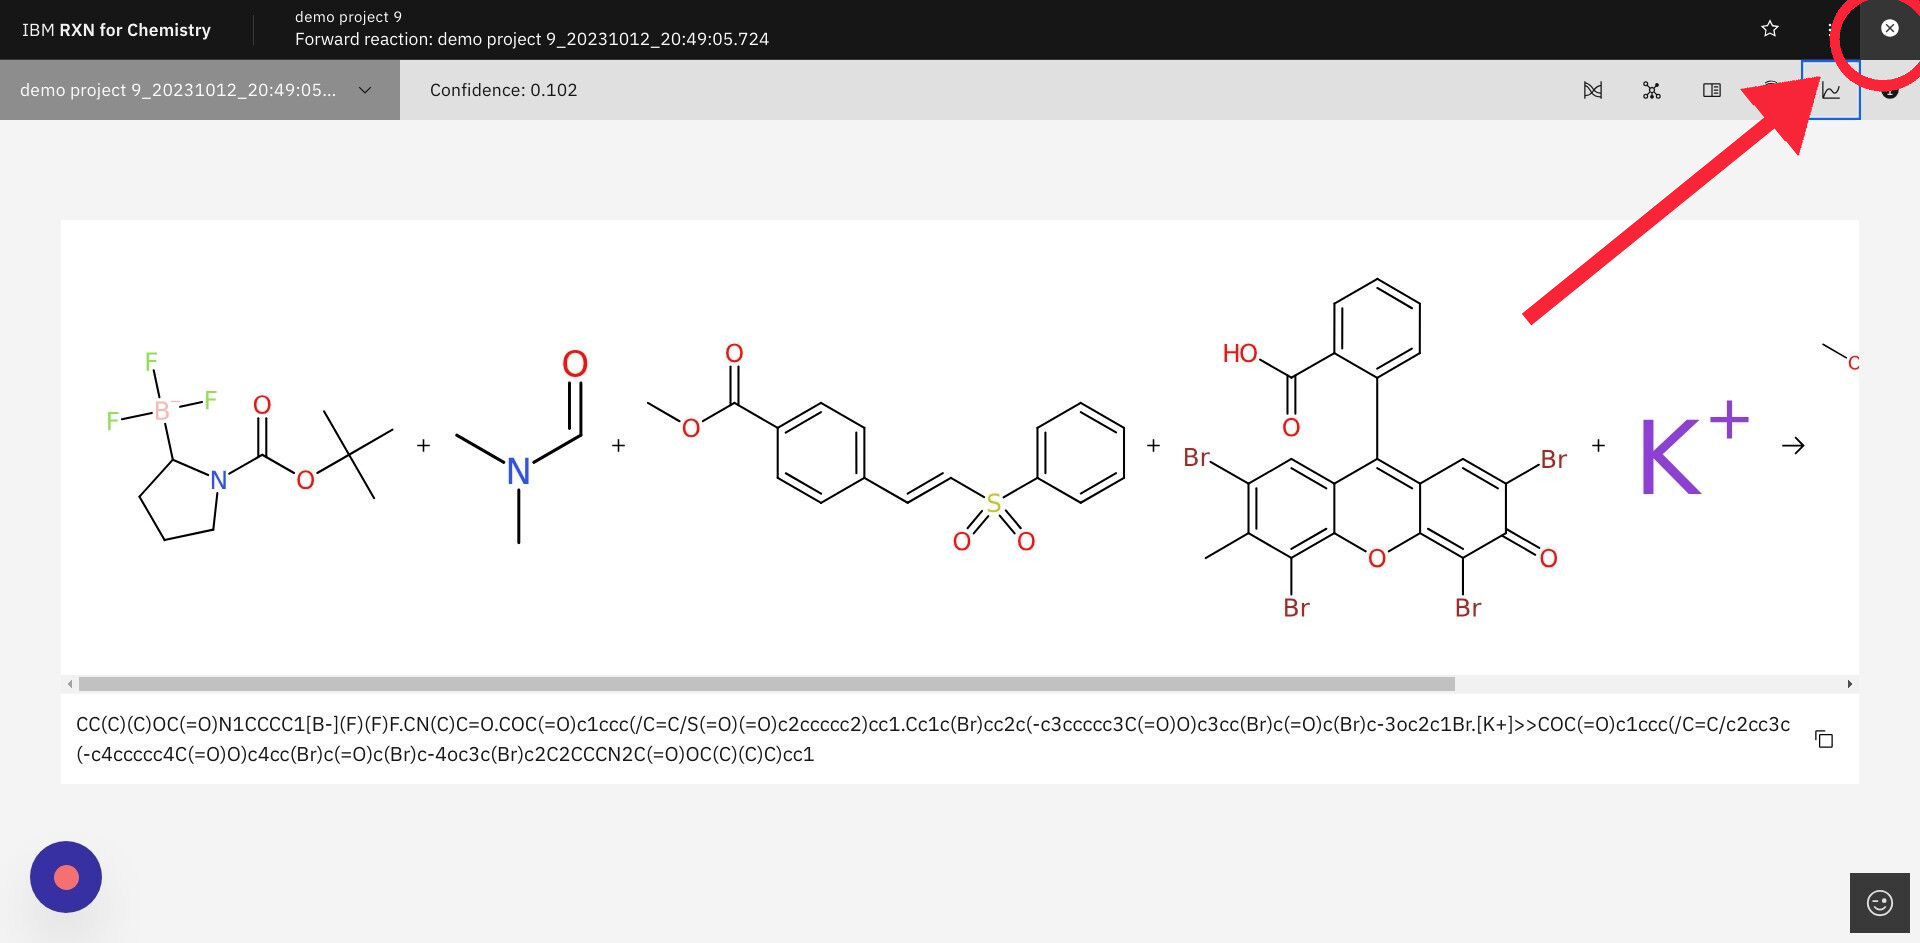 IBM RXN for Chemistry
demo project 9
Forward reaction: demo project 9_20231012_20:49:05.724
demo project 9_20231012_20:49:05...
Confidence: 0.102
F
F
B⁻
F
O
N
O
+
O
N
+
O
O
S
O
O
+
HO
O
Br
Br
O
O
Br
Br
+
K+
→
O
CC(C)(C)OC(=O)N1CCCC1[B-](F)(F)F.CN(C)C=O.COC(=O)c1ccc(/C=C/S(=O)(=O)c2ccccc2)cc1.Cc1c(Br)cc2c(-c3ccccc3C(=O)O)c3cc(Br)c(=O)c(Br)c-3oc2c1Br.[K+]>>COC(=O)c1ccc(/C=C/c2cc3c
(-c4ccccc4C(=O)O)c4cc(Br)c(=O)c(Br)c-4oc3c(Br)c2C2CCCN2C(=O)OC(C)(C)C)cc1